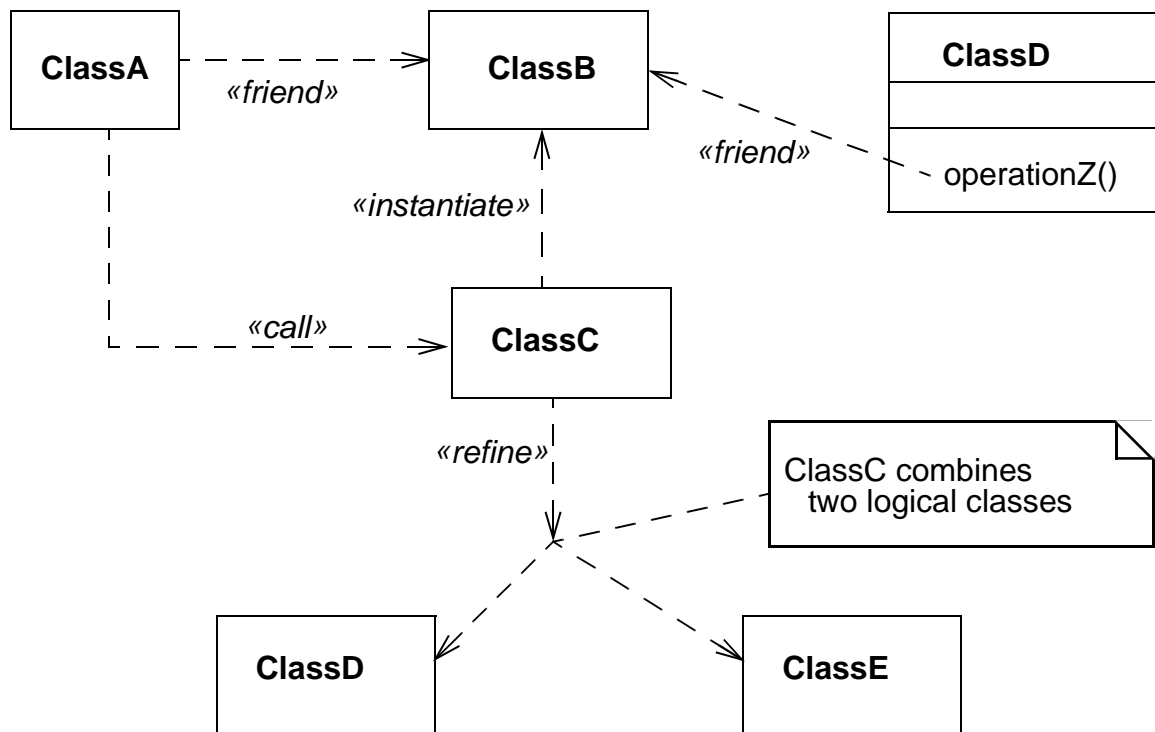 ClassA
ClassB
ClassD
«friend»
«friend»
operationZ()
«instantiate»
«call»
ClassC
«refine»
ClassC combines
two logical classes
ClassD
ClassE